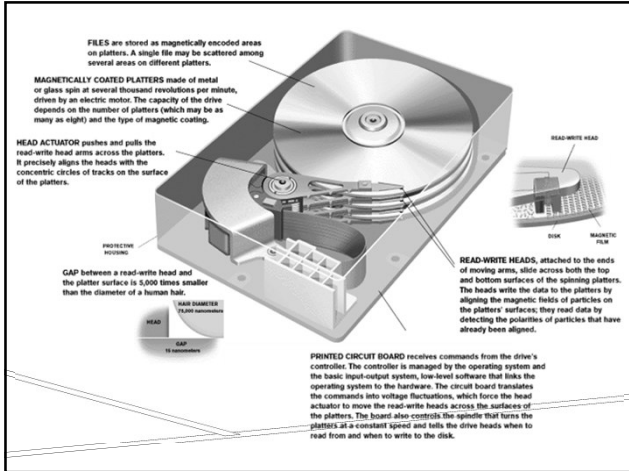 FILES are stored as magnetically encoded areas
on platters. A single file may be scattered among
several areas on different platters.
MAGNETICALLY COATED PLATTERS made of metal
or glass spin at several thousand revolutions per minute,
driven by an electric motor. The capacity of the drive
depends on the number of platters (which may be as
many as eight) and the type of magnetic coating.
HEAD ACTUATOR pushes and pulls the
read-write head arms across the platters.
It precisely aligns the heads with the
concentric circles of tracks on the surface
of the platters.
READ-WRITE HEAD
DISK
MAGNETIC
FILM
PROTECTIVE
HOUSING
GAP between a read-write head and
the platter surface is 5,000 times smaller
than the diameter of a human hair.
HAIR DIAMETER
75,000 nanometers
HEAD
GAP
15 nanometers
READ-WRITE HEADS, attached to the ends
of moving arms, slide across both the top
and bottom surfaces of the spinning platters.
The heads write the data to the platters by
aligning the magnetic fields of particles on
the platters' surfaces; they read data by
detecting the polarities of particles that have
already been aligned.
PRINTED CIRCUIT BOARD receives commands from the drive's
controller. The controller is managed by the operating system and
the basic input-output system, low-level software that links the
operating system to the hardware. The circuit board translates
the commands into voltage fluctuations, which force the head
actuator to move the read-write heads across the surfaces of
the platters. The board also controls the spindle that turns the
platters at a constant speed and tells the drive heads when to
read from and when to write to the disk.